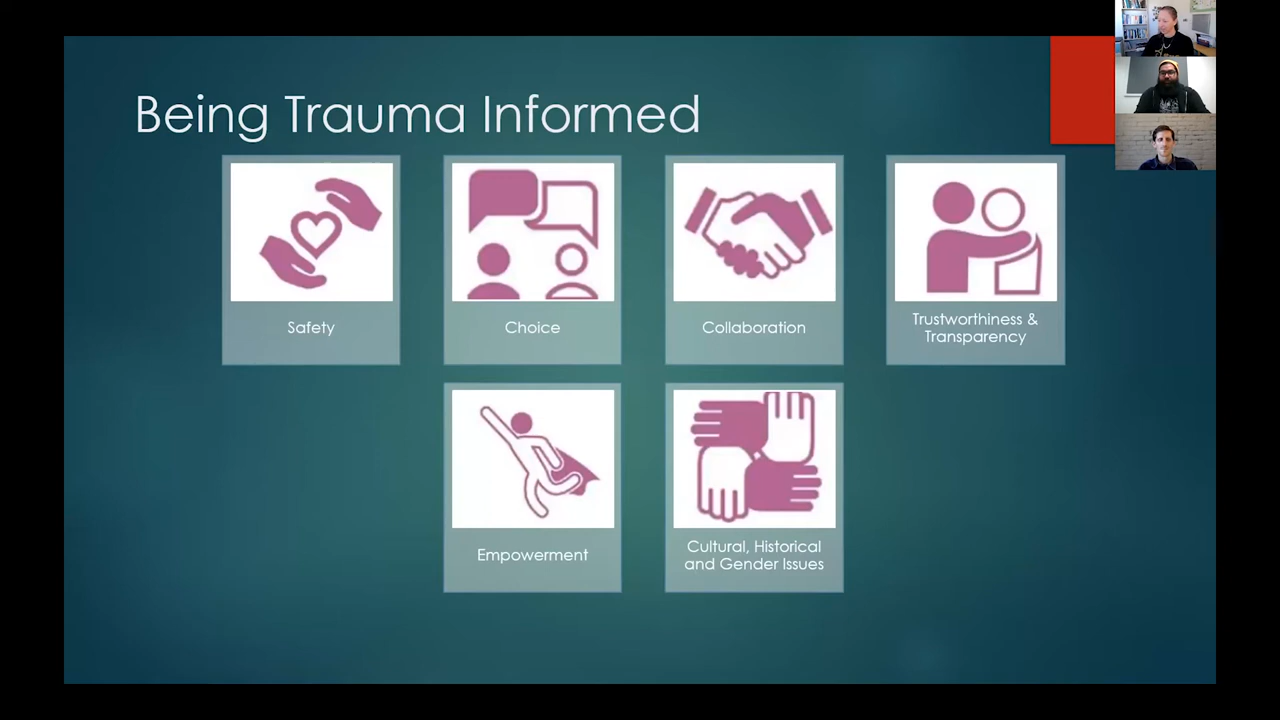 Being Trauma Informed
Safety
Choice
Collaboration
Trustworthiness &
Transparency
Empowerment
Cultural, Historical
and Gender Issues